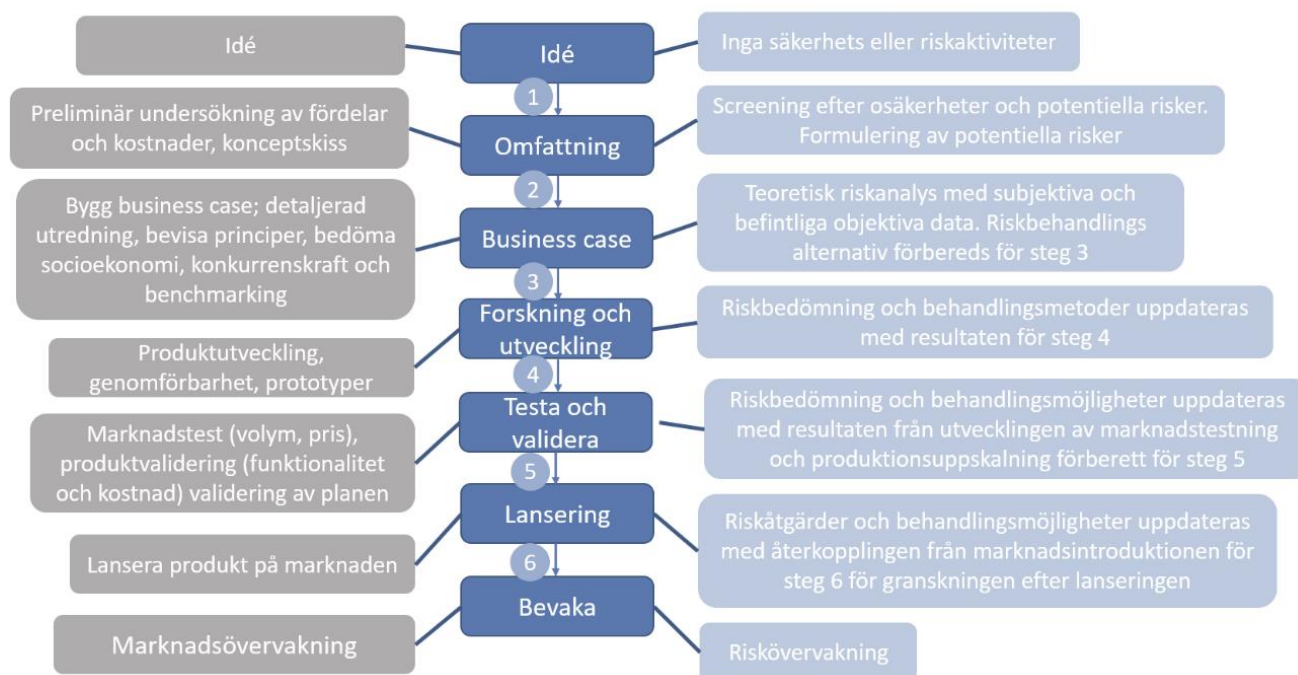 Idé
Idé
Inga säkerhets eller riskaktiviteter
1
Preliminär undersökning av fördelar
och kostnader, konceptskiss
Omfattning
Screening efter osäkerheter och potentiella risker.
Formulering av potentiella risker
2
Bygg business case; detaljerad
utredning, bevisa principer, bedöma
socioekonomi, konkurrenskraft och
benchmarking
Business case
Teoretisk riskanalys med subjektiva och
befintliga objektiva data. Riskbehandlings
alternativ förbereds för steg 3
3
Produktutveckling,
genomförbarhet, prototyper
Forskning och
utveckling
Riskbedömning och behandlingsmetoder uppdateras
med resultaten för steg 4
4
Marknadstest (volym, pris),
produktvalidering (funktionalitet
och kostnad) validering av planen
Testa och
validera
Riskbedömning och behandlingsmöjligheter uppdateras
med resultaten från utvecklingen av marknadstestning
och produktionsuppskalning förberett för steg 5
5
Lansera produkt på marknaden
Lansering
Riskåtgärder och behandlingsmöjligheter uppdateras
med återkopplingen från marknadsintroduktionen för
steg 6 för granskningen efter lanseringen
6
Marknadsövervakning
Bevaka
Riskövervakning